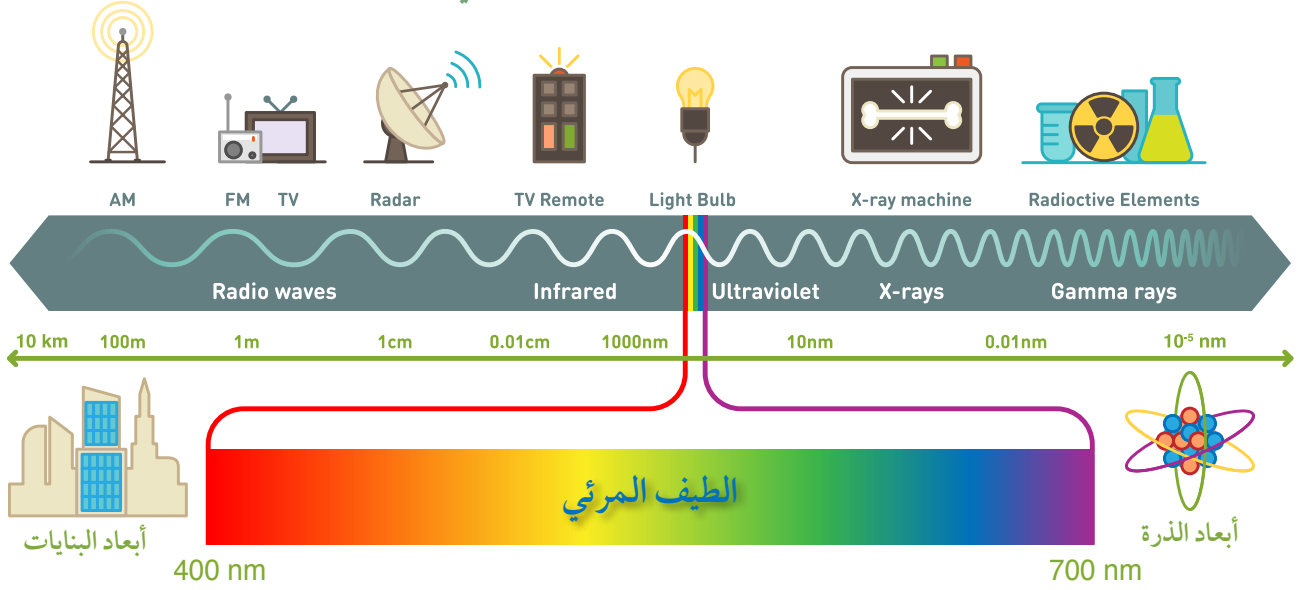 AM
FM
TV
Radar
TV Remote
Light Bulb
X-ray machine
Radioctive Elements
Radio waves
Infrared
Ultraviolet
X-rays
Gamma rays
10 km
100m
1m
1cm
0.01cm
1000nm
10nm
0.01nm
10⁻⁵ nm
الطيف المرئي
أبعاد البنايات
أبعاد الذرة
400 nm
700 nm